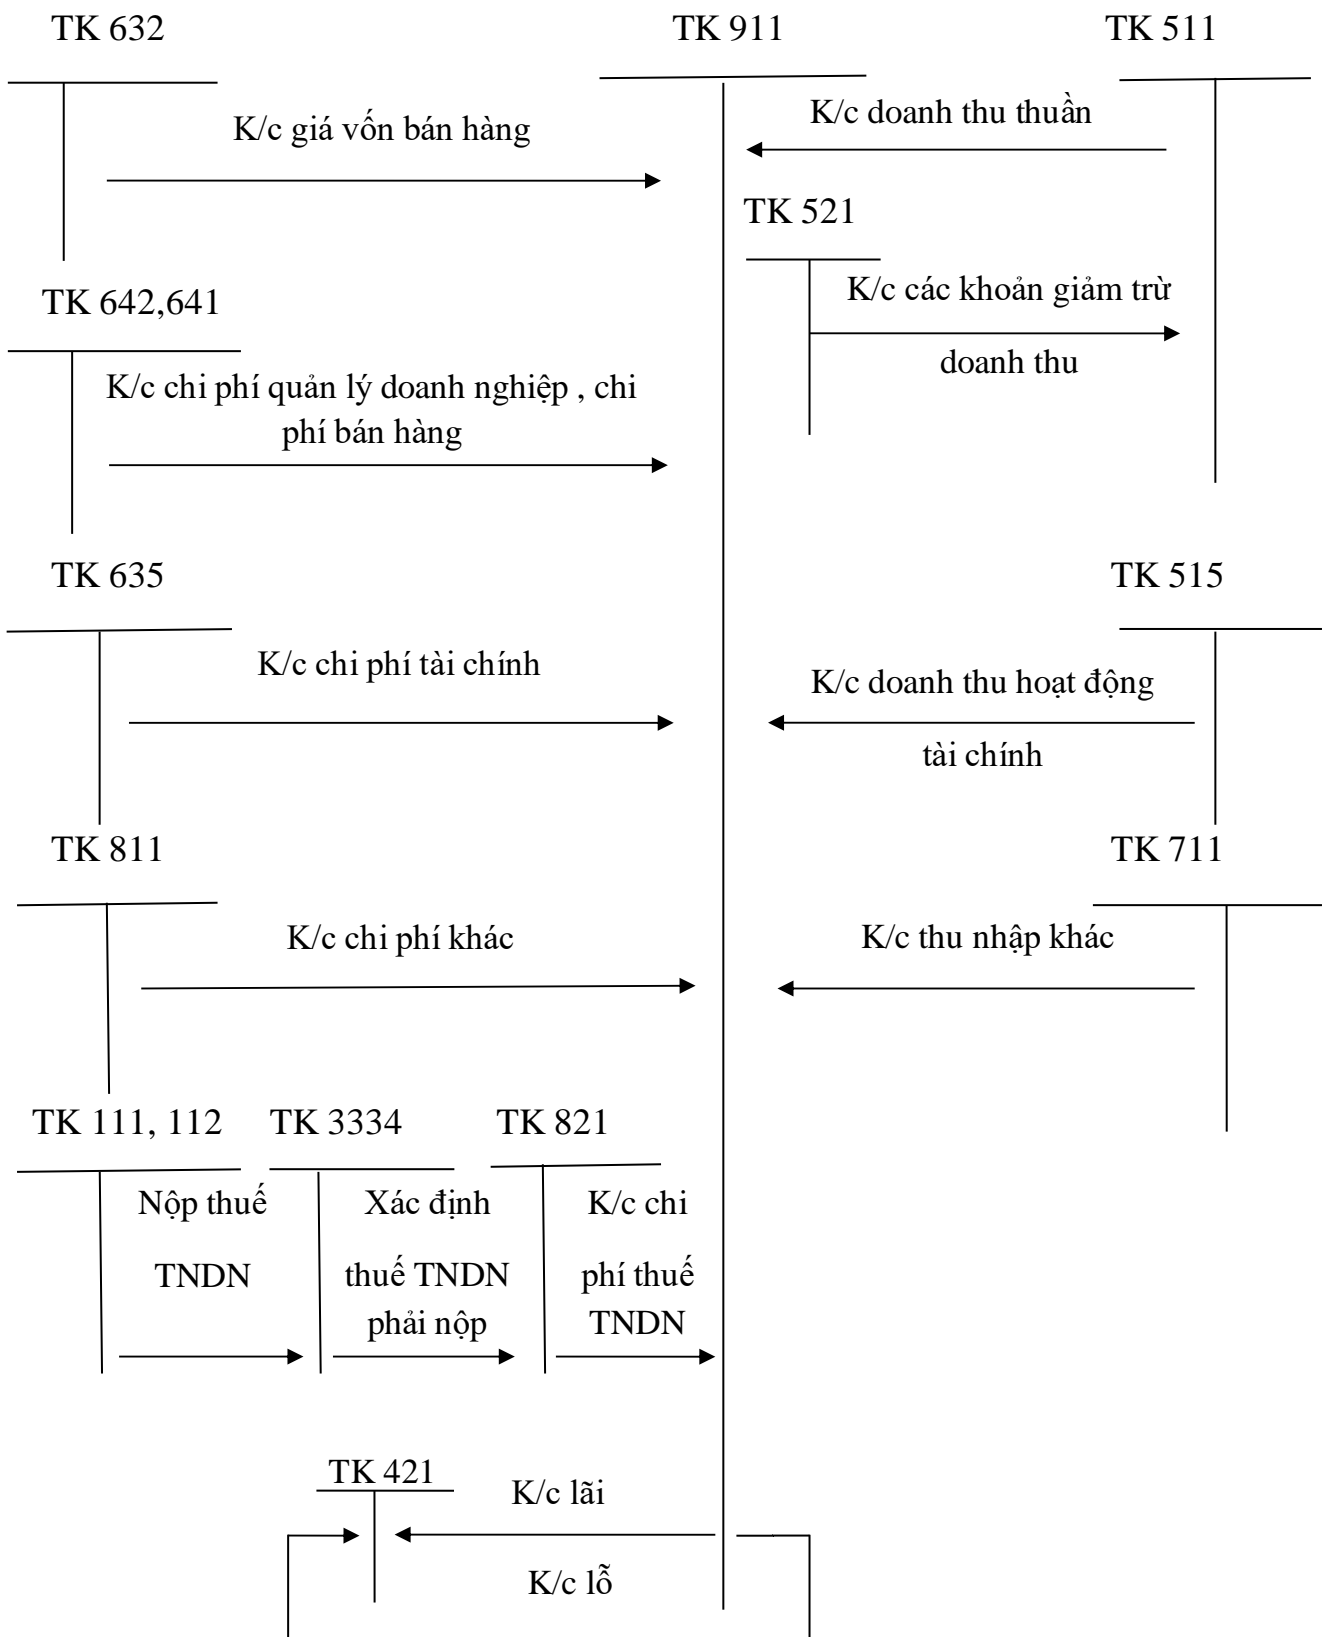 TK 632
TK 911
TK 511
K/c giá vốn bán hàng
K/c doanh thu thuần
TK 521
TK 642,641
K/c các khoản giảm trừ
doanh thu
K/c chi phí quản lý doanh nghiệp , chi
phí bán hàng
TK 635
TK 515
K/c chi phí tài chính
K/c doanh thu hoạt động
tài chính
TK 811
TK 711
K/c chi phí khác
K/c thu nhập khác
TK 111, 112
TK 3334
TK 821
Nộp thuế
TNDN
Xác định
thuế TNDN
phải nộp
K/c chi
phí thuế
TNDN
TK 421
K/c lãi
K/c lỗ